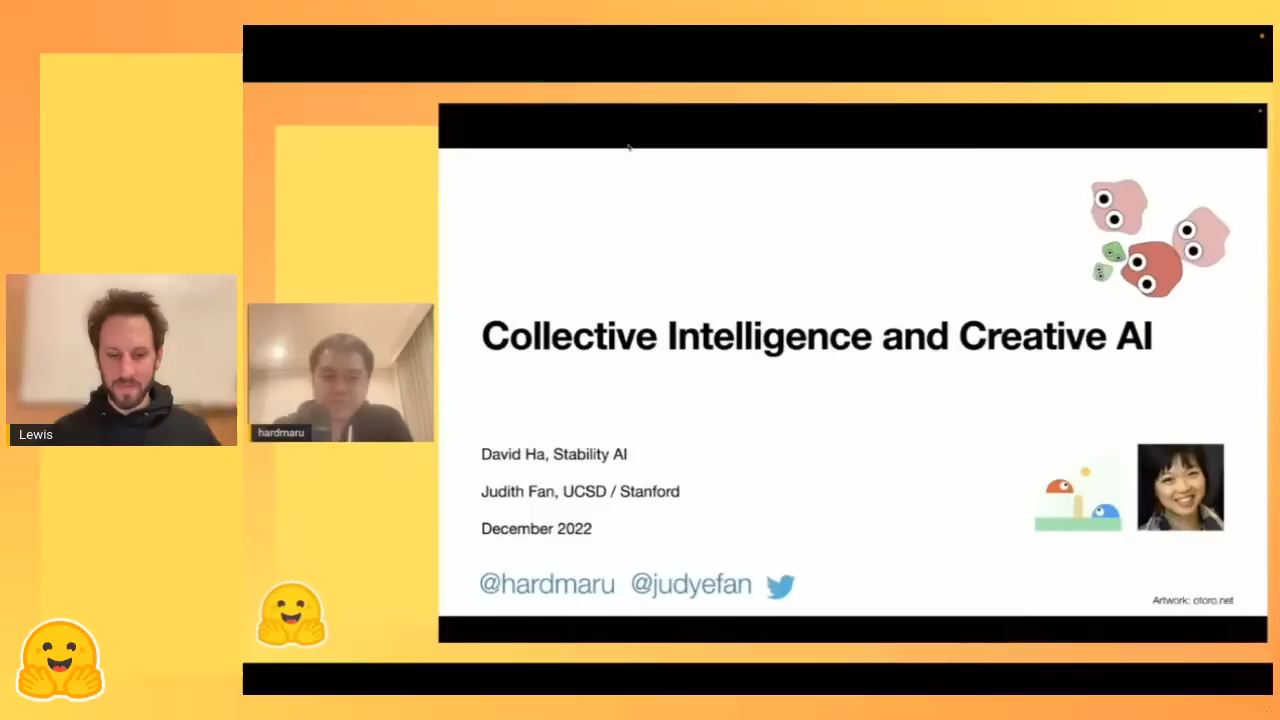 Collective Intelligence and Creative AI
David Ha, Stability AI
Judith Fan, UCSD / Stanford
December 2022
@hardmaru @judyefan
Artwork: otoro.net
Lewis
hardmaru